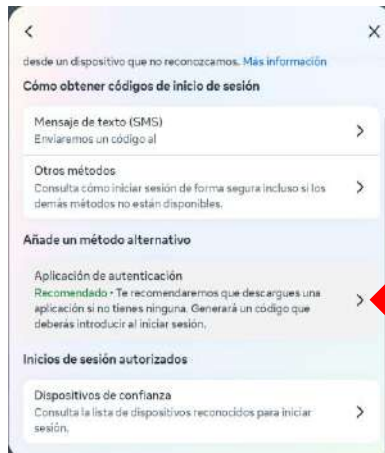 desde un dispositivo que no reconozcamos. Más información
Cómo obtener códigos de inicio de sesión
Mensaje de texto (SMS)
Enviaremos un código al
Otros métodos
Consulta cómo iniciar sesión de forma segura incluso si los
demás métodos no están disponibles.
Añade un método alternativo
Aplicación de autenticación
Recomendado • Te recomendaremos que descargues una
aplicación si no tienes ninguna. Generará un código que
deberás introducir al iniciar sesión.
Inicios de sesión autorizados
Dispositivos de confianza
Consulta la lista de dispositivos reconocidos para iniciar
sesión.